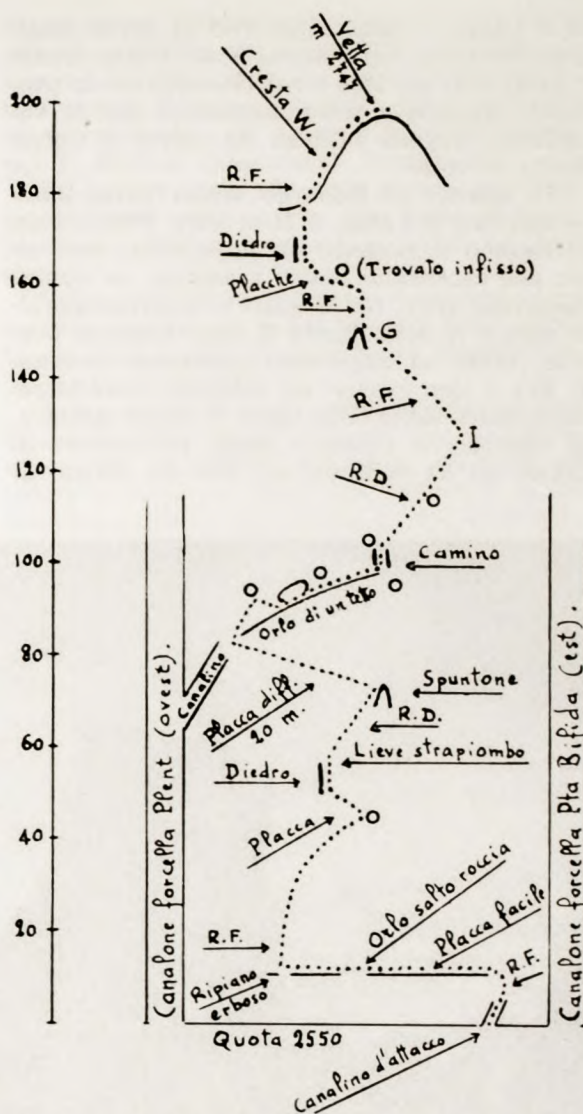 Vetta
m
Cresta W.
200
R.F.
180
Diedro
O (Trovato infisso)
Placche
160
R.F.
G
140
R.F.
I
120
R.D.
100
Camino
Orlo di un tetto
80
Canalino
Spuntone
Placca diff.
20 m.
R.D.
60
Lieve strapiombo
Diedro
40
Placca
Orlo salto roccia
Placca facile
20
R.F.
R.F.
Ripiano
erboso
Quota 2550
Canalino d'attacco
Canalone forcella Plent (ovest).
Canalone forcella Pta Bifida (est).